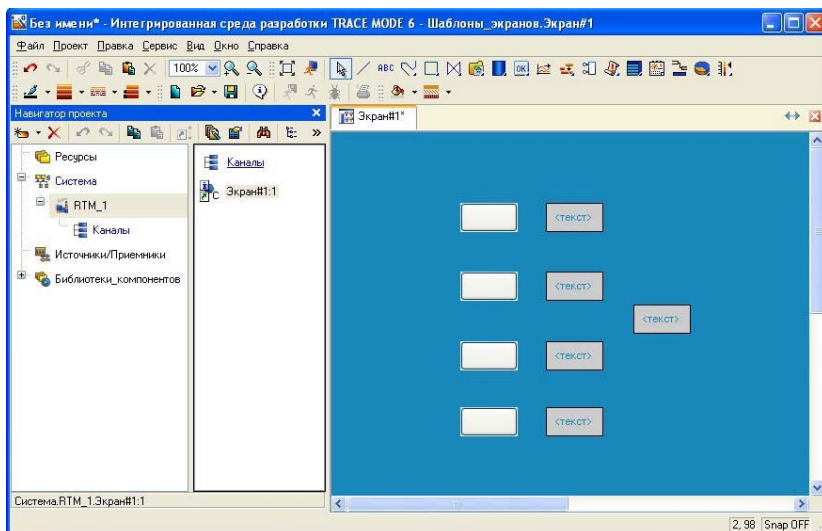 Без имени* - Интегрированная среда разработки TRACE MODE 6 - Шаблоны_экранов.Экран#1
Файл Проект Правка Сервис Вид Окно Справка
100%
ABC
OK
Навигатор проекта
Экран#1*
Ресурсы
Система
RTM_1
Каналы
Источники/Приемники
Библиотеки_компонентов
Каналы
C Экран#1:1
<текст>
<текст>
<текст>
<текст>
<текст>
Система.RTM_1.Экран#1:1
2, 98 Snap OFF